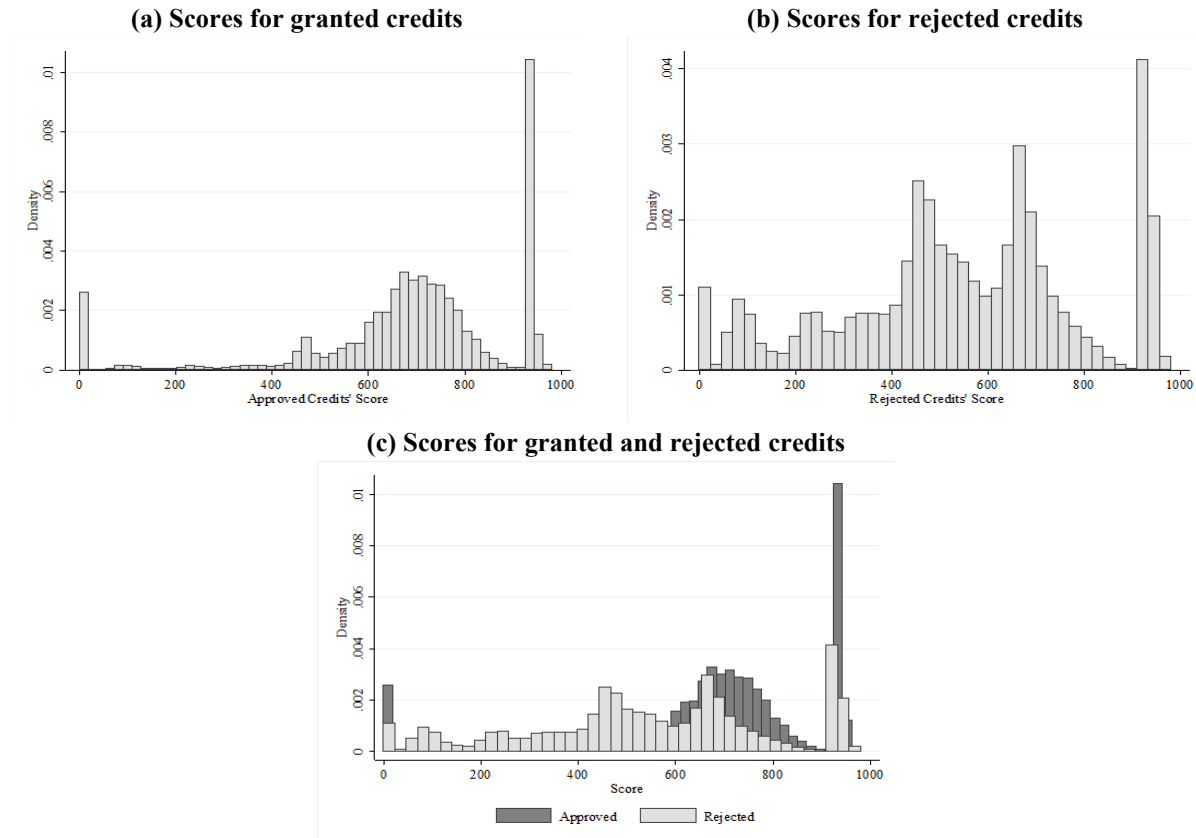 (a) Scores for granted credits
Density
0
.002
.004
.006
.008
.01
0 200 400 600 800 1000
Approved Credits' Score
(b) Scores for rejected credits
Density
0
.001
.002
.003
.004
0 200 400 600 800 1000
Rejected Credits' Score
(c) Scores for granted and rejected credits
Density
0
.002
.004
.006
.008
.01
0 200 400 600 800 1000
Score
Approved Rejected